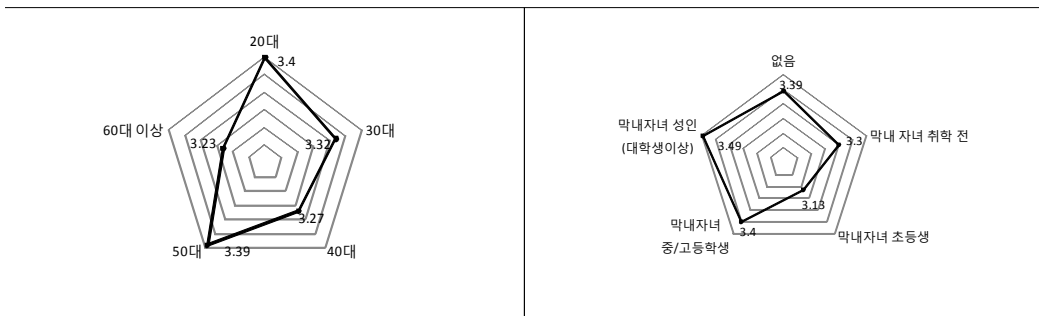 20대
3.4
60대 이상
30대
3.23
3.32
3.27
50대
3.39
40대
없음
3.39
막내자녀 성인
(대학생이상)
3.49
3.3
막내 자녀 취학 전
3.13
막내자녀
중/고등학생
3.4
막내자녀 초등생